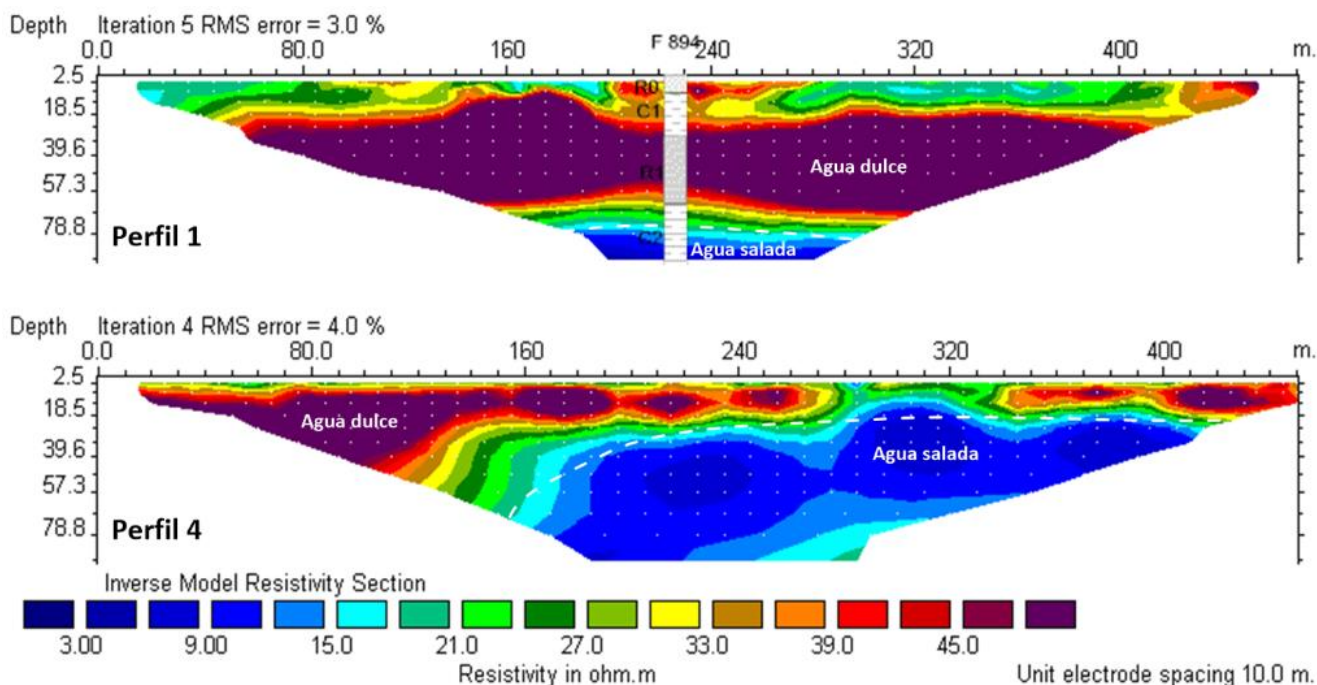 Depth Iteration 5 RMS error = 3.0 %
0.0 80.0 160 F 894 240 320 400 m.
2.5
18.5
39.6
57.3
78.8
R0
C1
R1
C2
Agua dulce
Agua salada
Perfil 1
Depth Iteration 4 RMS error = 4.0 %
0.0 80.0 160 240 320 400 m.
2.5
18.5
39.6
57.3
78.8
Agua dulce
Agua salada
Perfil 4
Inverse Model Resistivity Section
3.00 9.00 15.0 21.0 27.0 33.0 39.0 45.0
Resistivity in ohm.m Unit electrode spacing 10.0 m.